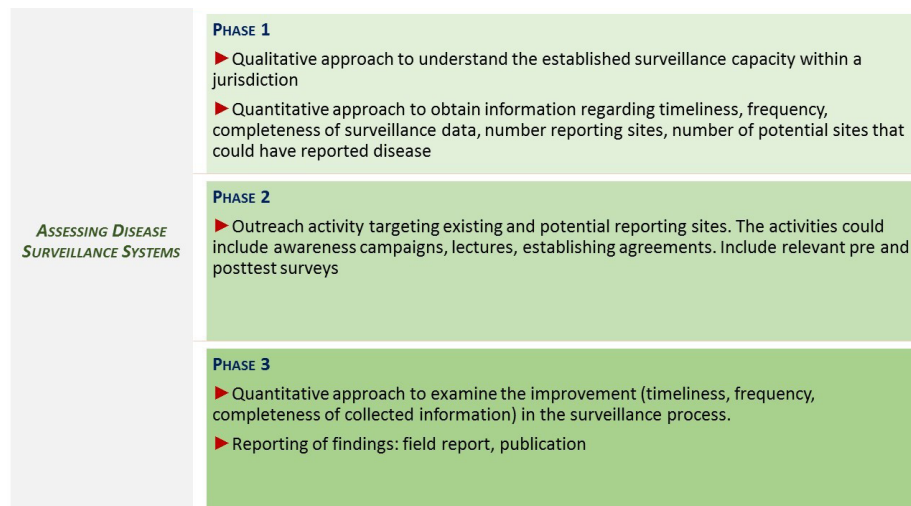 ASSESSING DISEASE
SURVEILLANCE SYSTEMS
PHASE 1
►Qualitative approach to understand the established surveillance capacity within a
jurisdiction
►Quantitative approach to obtain information regarding timeliness, frequency,
completeness of surveillance data, number reporting sites, number of potential sites that
could have reported disease
PHASE 2
►Outreach activity targeting existing and potential reporting sites. The activities could
include awareness campaigns, lectures, establishing agreements. Include relevant pre and
posttest surveys
PHASE 3
►Quantitative approach to examine the improvement (timeliness, frequency,
completeness of collected information) in the surveillance process.
►Reporting of findings: field report, publication